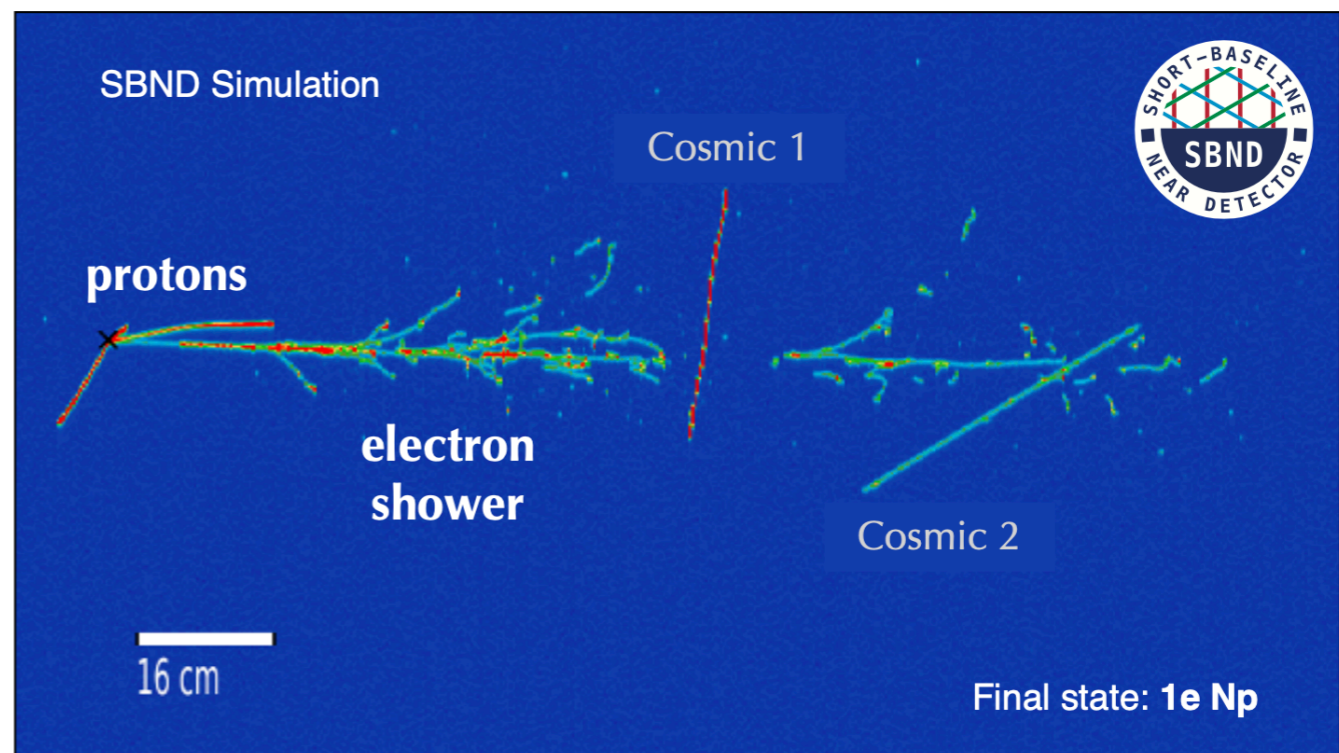 SBND Simulation
SHORT-BASELINE
SBND
NEAR DETECTOR
Cosmic 1
protons
electron
shower
Cosmic 2
16 cm
Final state: 1e Np